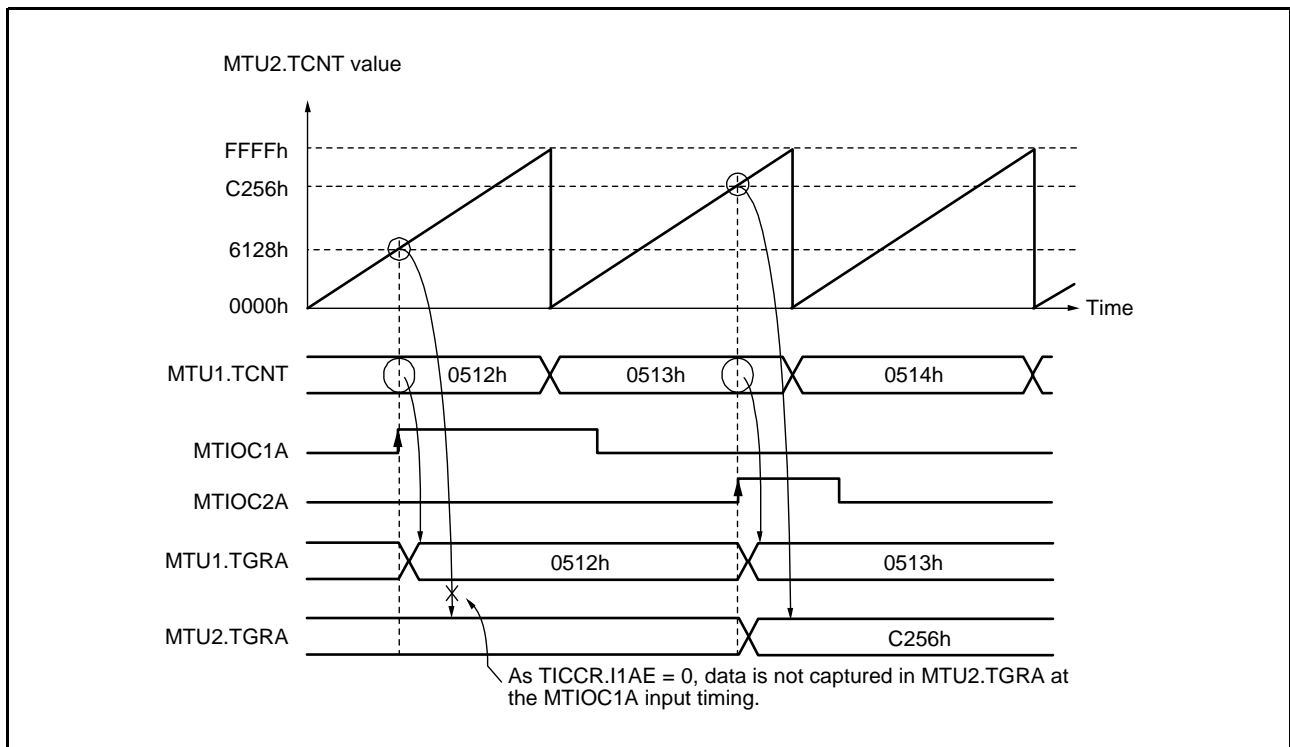 MTU2.TCNT value
FFFFh
C256h
6128h
0000h
Time
MTU1.TCNT 0512h 0513h 0514h
MTIOC1A
MTIOC2A
MTU1.TGRA 0512h 0513h
MTU2.TGRA C256h
As TICCR.I1AE = 0, data is not captured in MTU2.TGRA at
the MTIOC1A input timing.